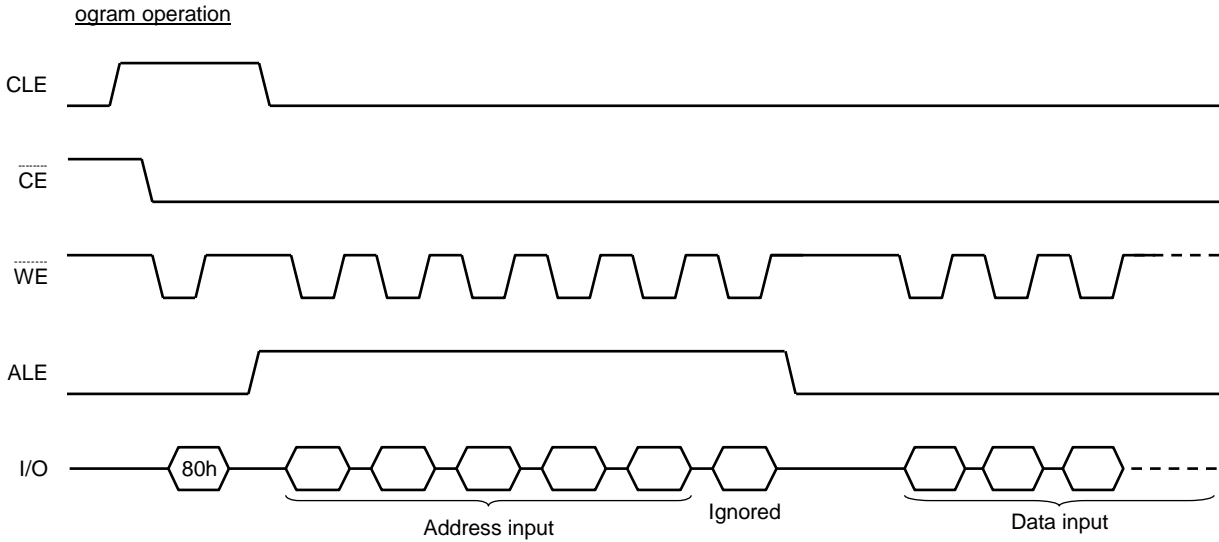 ogram operation
CLE
CE
WE
ALE
I/O
80h
Address input
Ignored
Data input